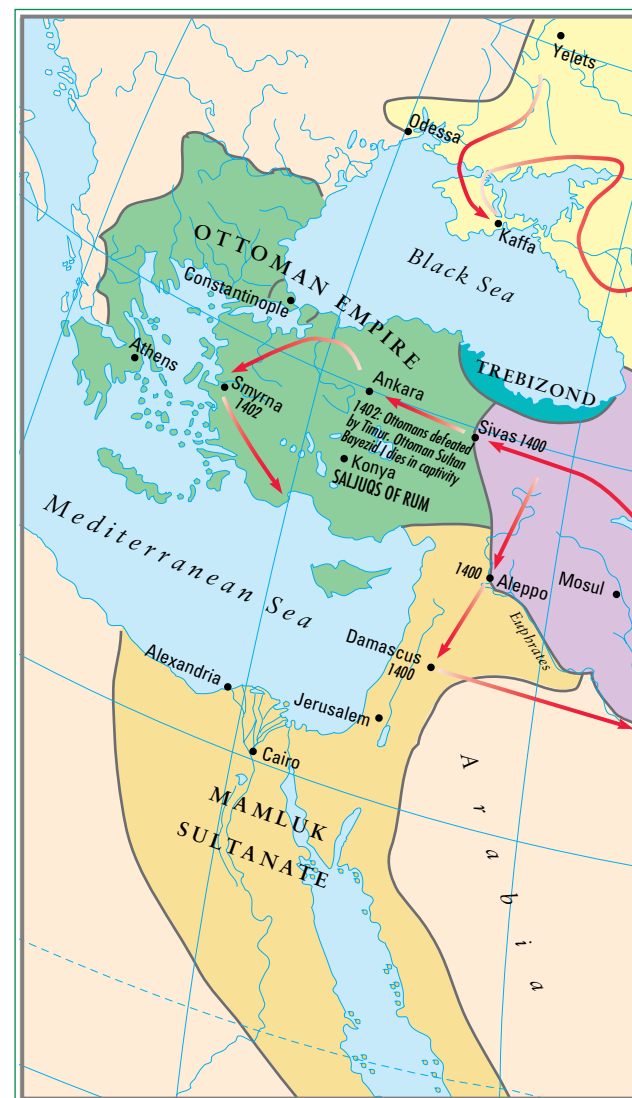 Yelets
Odessa
Kaffa
Black Sea
OTTOMAN EMPIRE
Constantinople
TREBIZOND
Athens
Smyrna
1402
Ankara
1402: Ottomans defeated
by Timur. Ottoman Sultan
Bayezid I dies in captivity
Sivas 1400
Konya
SALJUQS OF RUM
Mediterranean Sea
1400
Aleppo
Mosul
Euphrates
Damascus
1400
Alexandria
Jerusalem
Cairo
MAMLUK
SULTANATE
Arabia